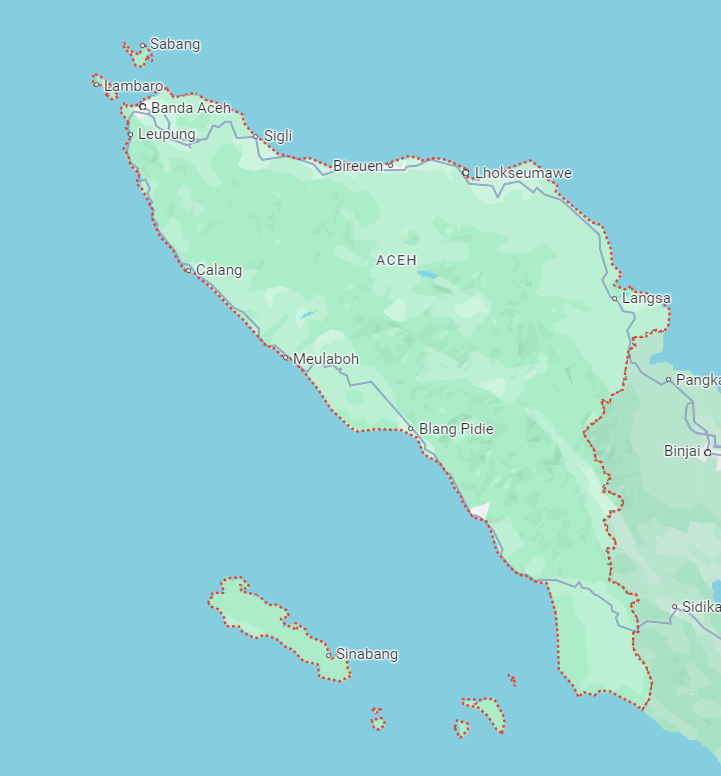 Sabang
Lambaro
Banda Aceh
Leupung
Sigli
Bireuen
Lhokseumawe
ACEH
Calang
Langsa
Meulaboh
Pangka
Blang Pidie
Binjai
Sidika
Sinabang